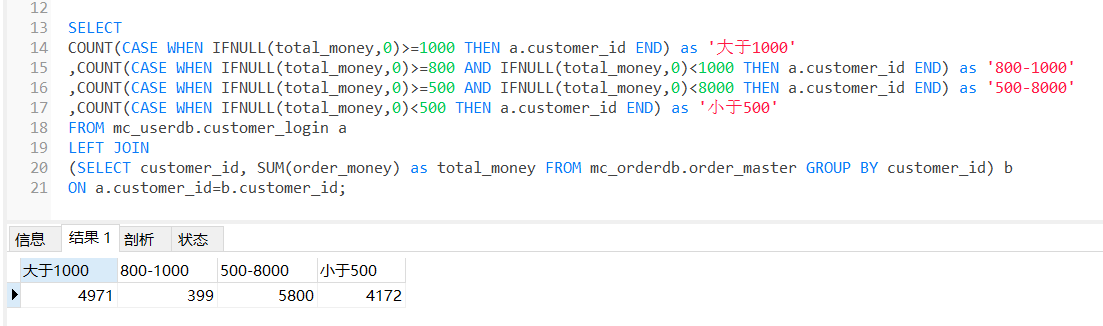 12
13 SELECT
14 COUNT(CASE WHEN IFNULL(total_money,0)>=1000 THEN a.customer_id END) as '大于1000'
15 ,COUNT(CASE WHEN IFNULL(total_money,0)>=800 AND IFNULL(total_money,0)<1000 THEN a.customer_id END) as '800-1000'
16 ,COUNT(CASE WHEN IFNULL(total_money,0)>=500 AND IFNULL(total_money,0)<8000 THEN a.customer_id END) as '500-8000'
17 ,COUNT(CASE WHEN IFNULL(total_money,0)<500 THEN a.customer_id END) as '小于500'
18 FROM mc_userdb.customer_login a
19 LEFT JOIN
20 (SELECT customer_id, SUM(order_money) as total_money FROM mc_orderdb.order_master GROUP BY customer_id) b
21 ON a.customer_id=b.customer_id;
信息 结果 1 剖析 状态
大于1000 800-1000 500-8000 小于500
4971 399 5800 4172